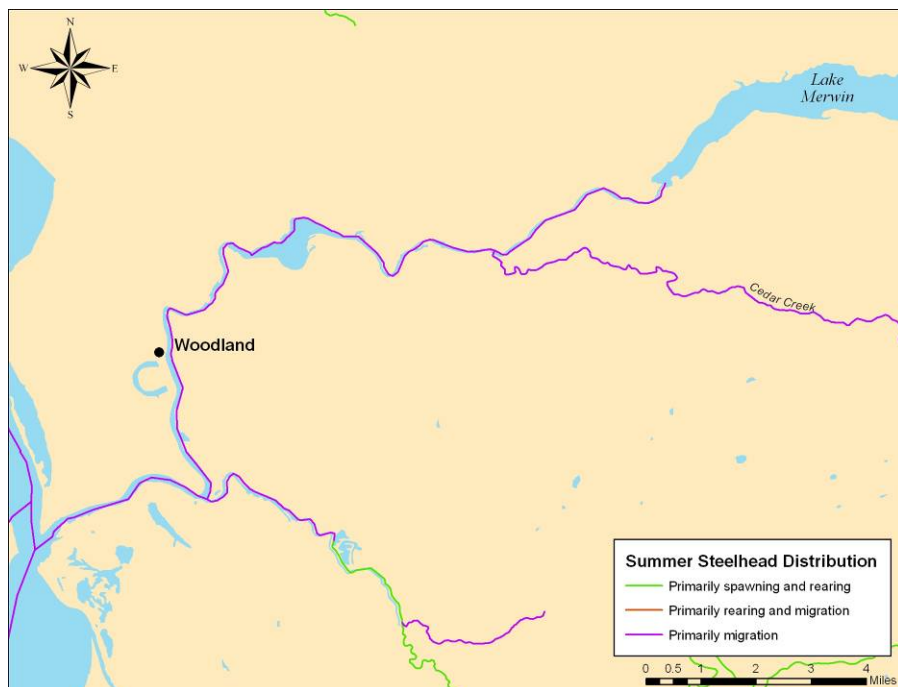 N
W E
S
Lake
Merwin
Cedar Creek
Woodland
Summer Steelhead Distribution
Primarily spawning and rearing
Primarily rearing and migration
Primarily migration
0 0.5 1 2 3 4
Miles